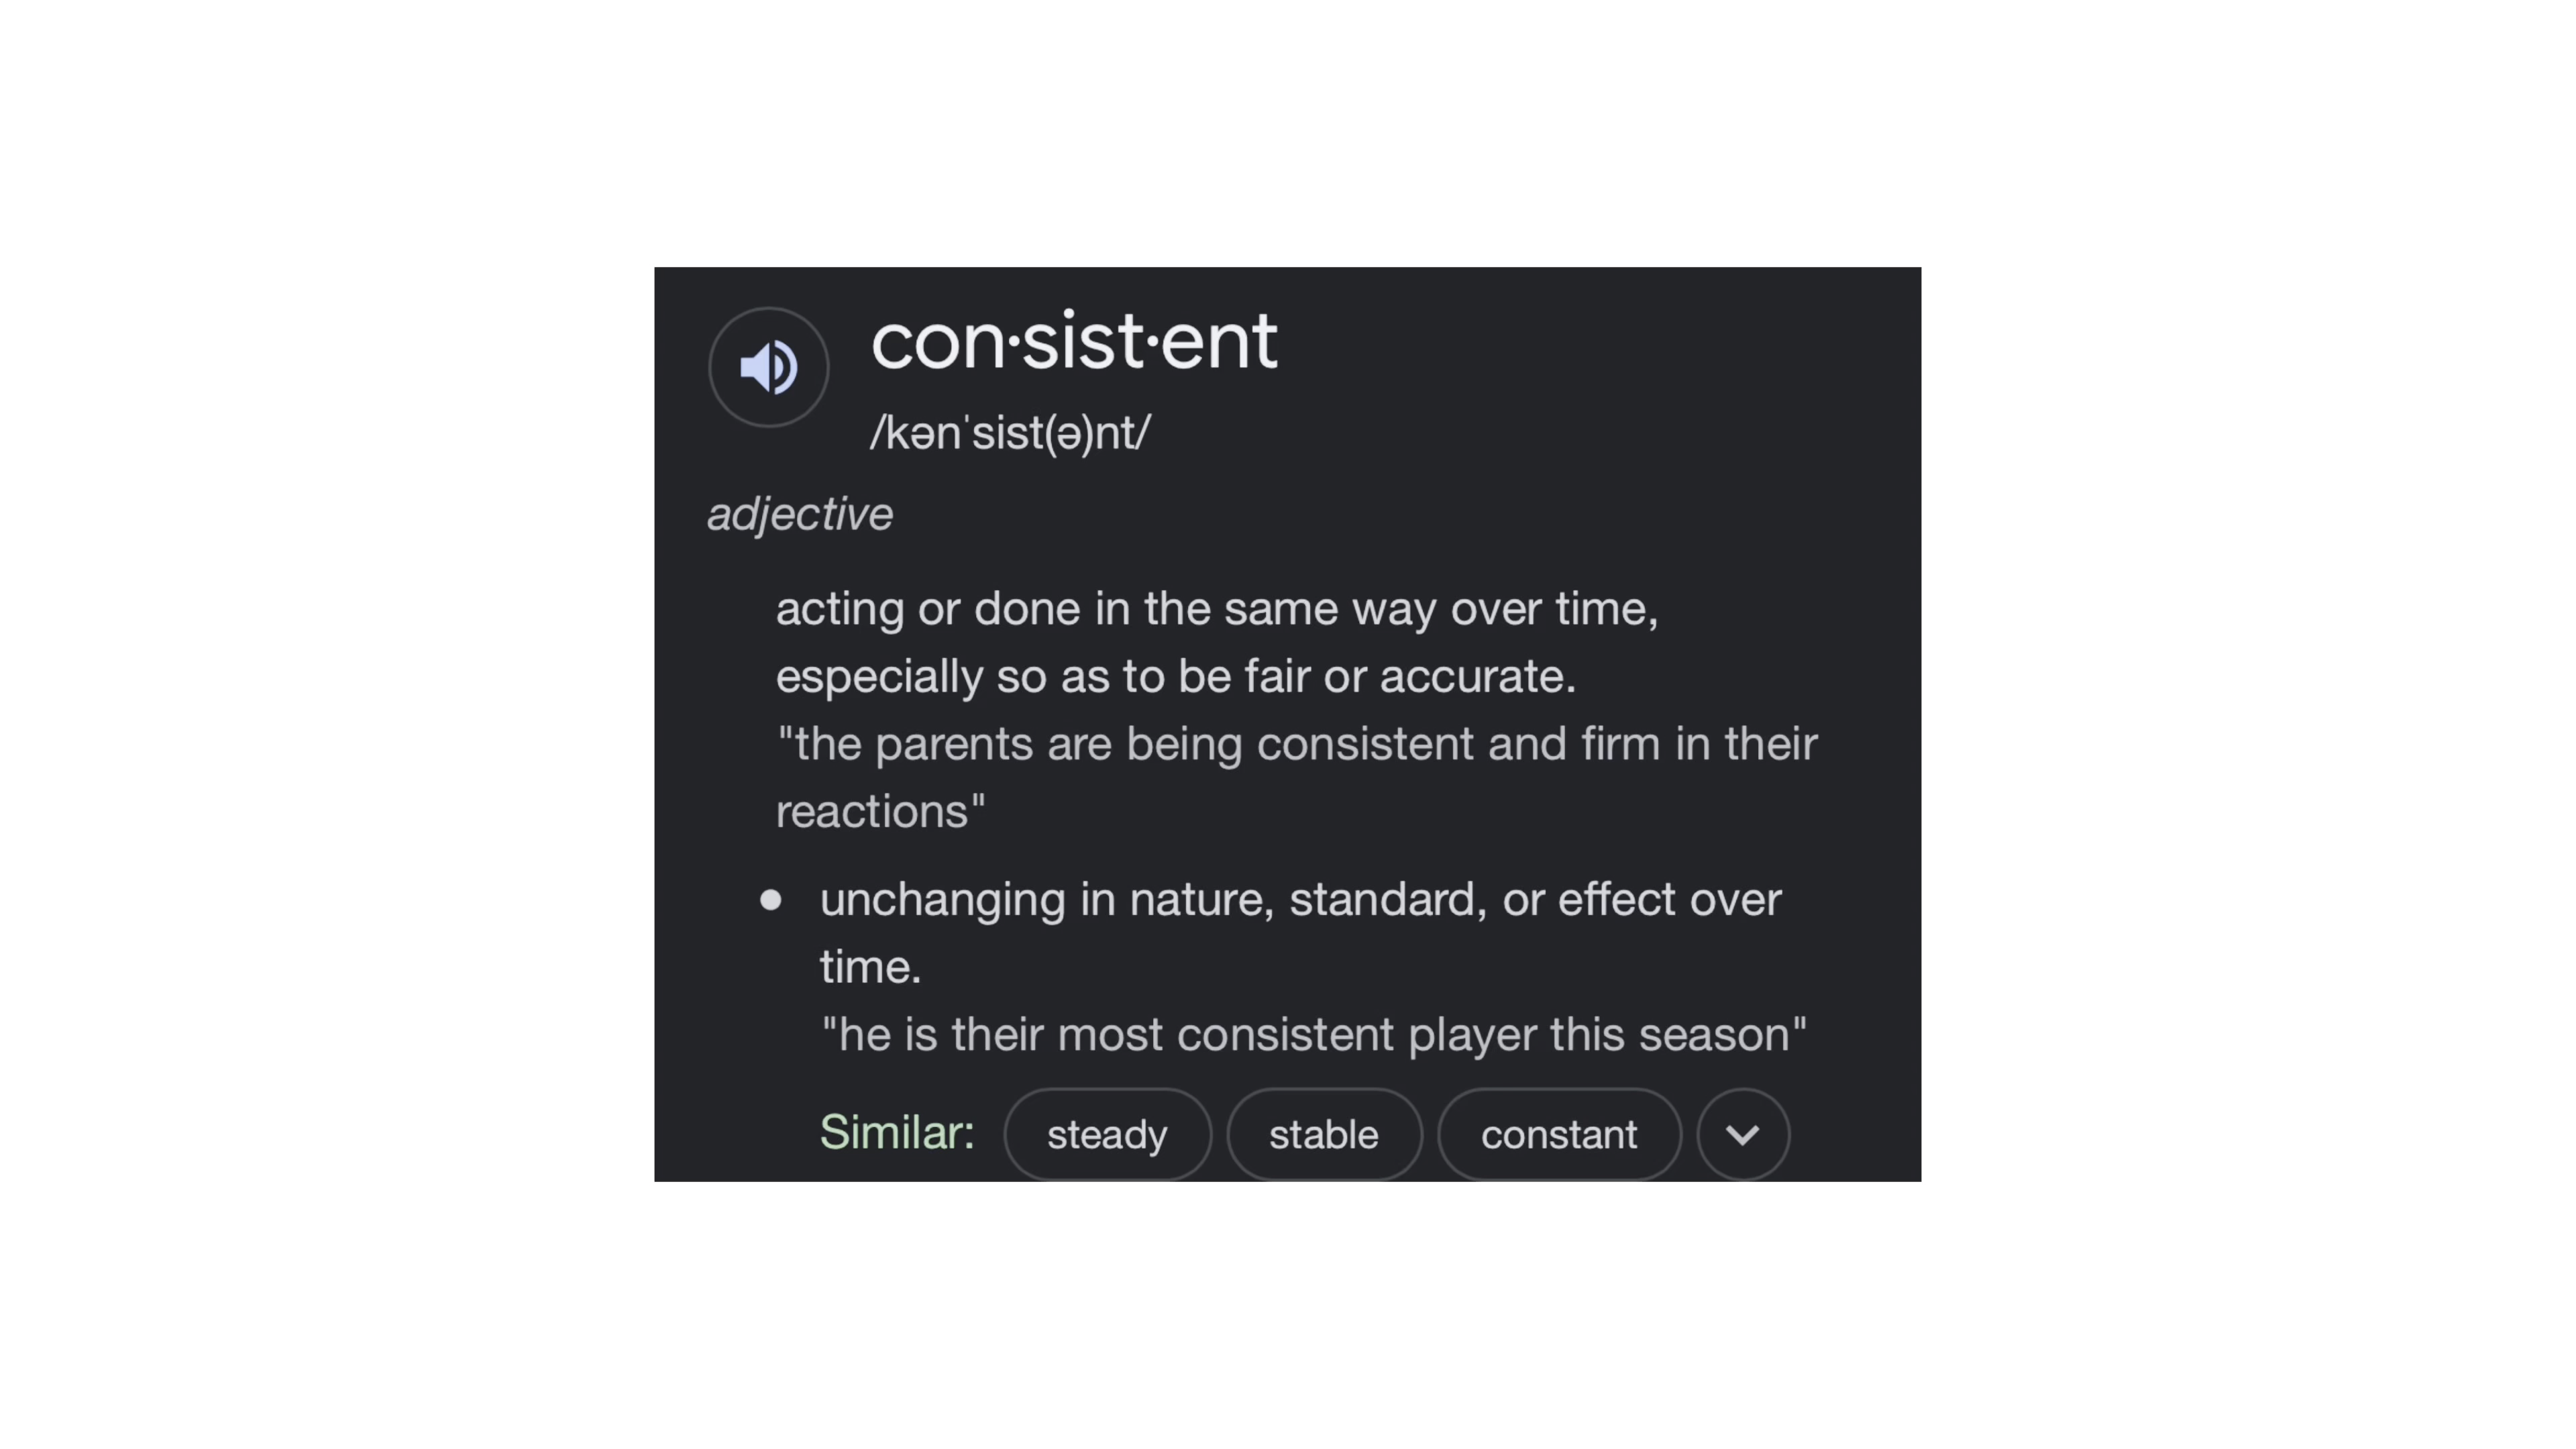 con·sist·ent
/kənˈsist(ə)nt/
adjective
acting or done in the same way over time,
especially so as to be fair or accurate.
"the parents are being consistent and firm in their
reactions"
unchanging in nature, standard, or effect over
time.
"he is their most consistent player this season"
Similar: steady stable constant